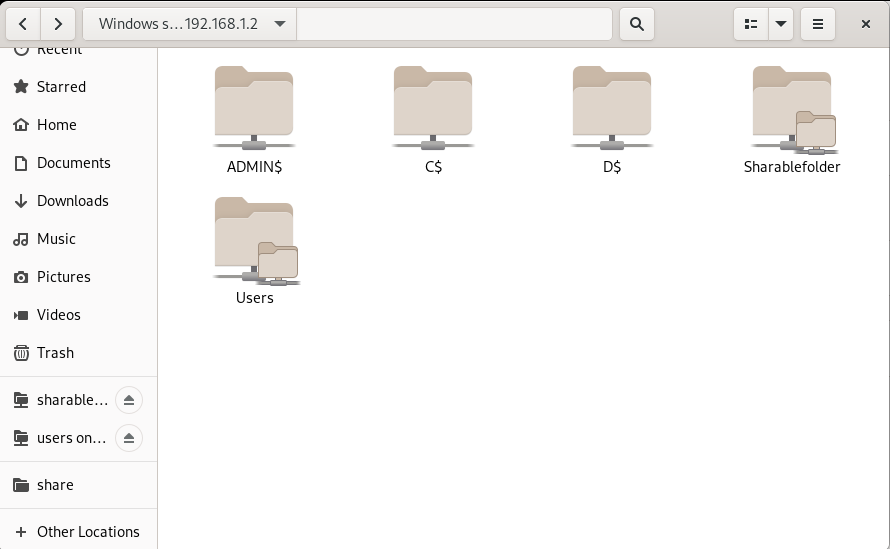 Windows s...192.168.1.2
Recent
Starred
Home
Documents
Downloads
Music
Pictures
Videos
Trash
sharable...
users on...
share
Other Locations
ADMIN$
C$
D$
Sharablefolder
Users